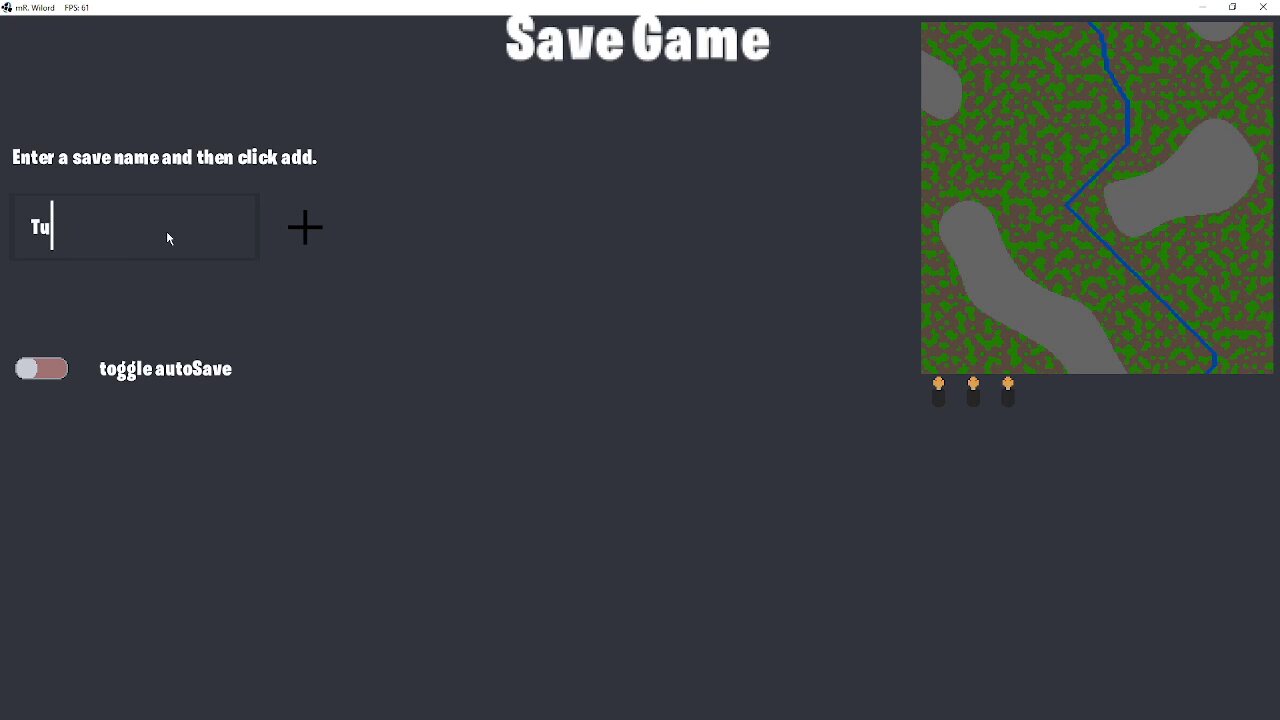 mR. Wilord FPS: 61
Save Game
Enter a save name and then click add.
Tu
toggle autoSave